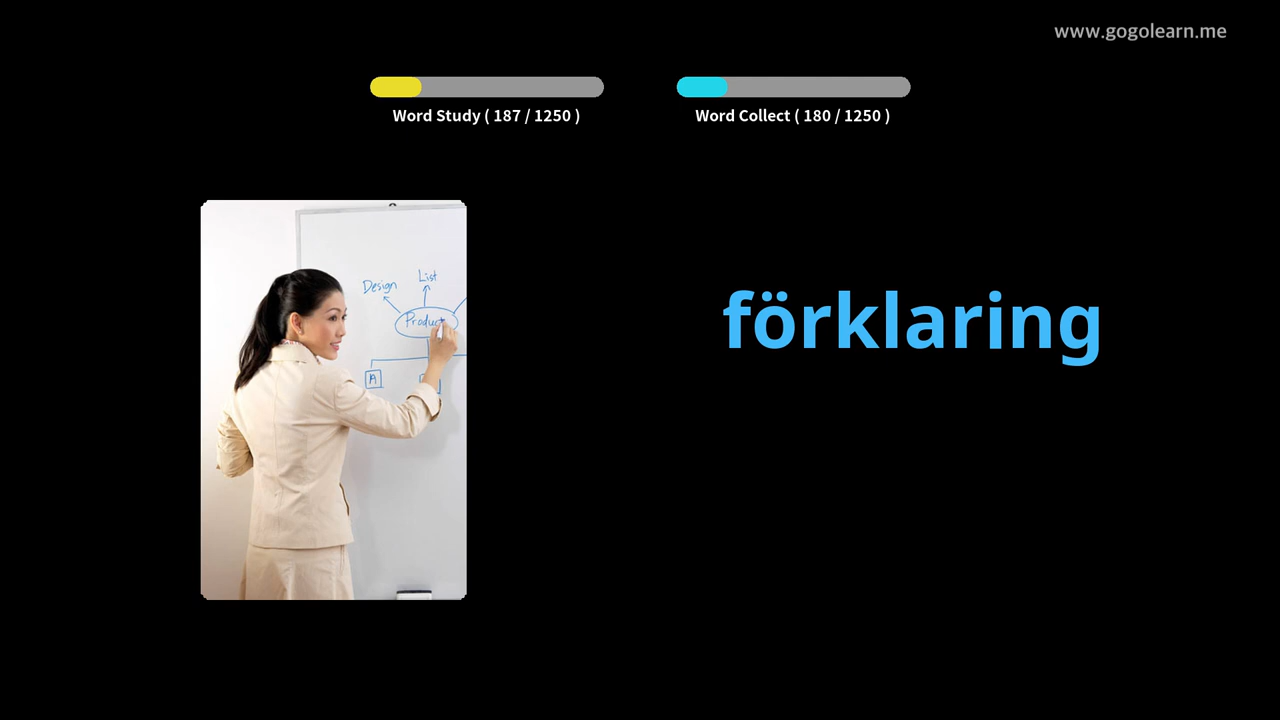 www.gogolearn.me
Word Study ( 187 / 1250 )
Word Collect ( 180 / 1250 )
Design
List
Product
A
förklaring